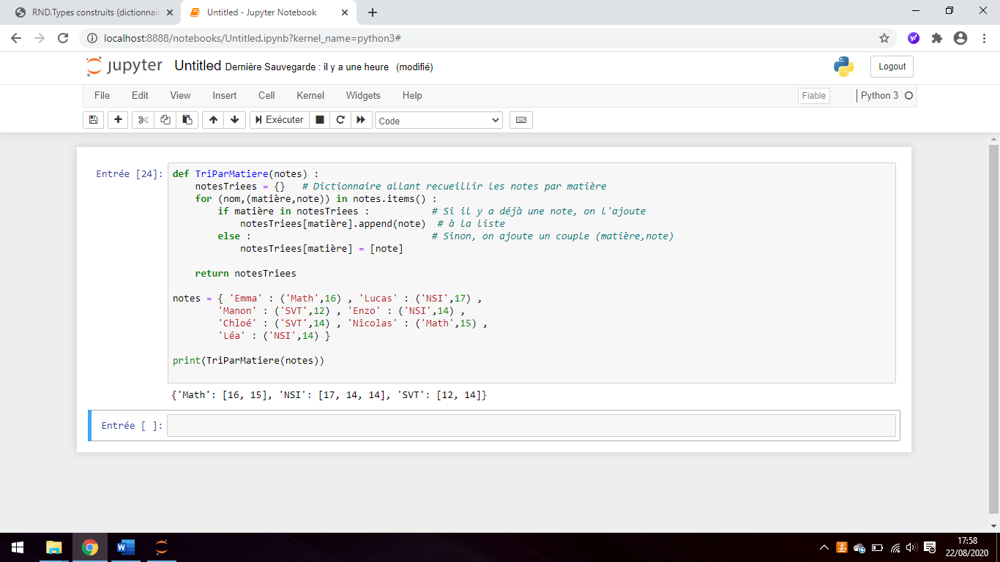 RND.Types construits (dictionnai
Untitled - Jupyter Notebook
localhost:8888/notebooks/Untitled.ipynb?kernel_name=python3#
jupyter Untitled Dernière Sauvegarde : il y a une heure (modifié)
Logout
File Edit View Insert Cell Kernel Widgets Help
Fiable
Python 3
Exécuter
Code
Entrée [24]:
def TriParMatiere(notes) :
    notesTriees = {}   # Dictionnaire allant recueillir les notes par matière
    for (nom,(matière,note)) in notes.items() :
        if matière in notesTriees :           # Si il y a déjà une note, on l'ajoute
            notesTriees[matière].append(note)  # à la liste
        else :                                # Sinon, on ajoute un couple (matière,note)
            notesTriees[matière] = [note]
    return notesTriees
notes = { 'Emma' : ('Math',16) , 'Lucas' : ('NSI',17) ,
        'Manon' : ('SVT',12) , 'Enzo' : ('NSI',14) ,
        'Chloé' : ('SVT',14) , 'Nicolas' : ('Math',15) ,
        'Léa' : ('NSI',14) }
print(TriParMatiere(notes))
{'Math': [16, 15], 'NSI': [17, 14, 14], 'SVT': [12, 14]}
Entrée [ ]:
17:58
22/08/2020